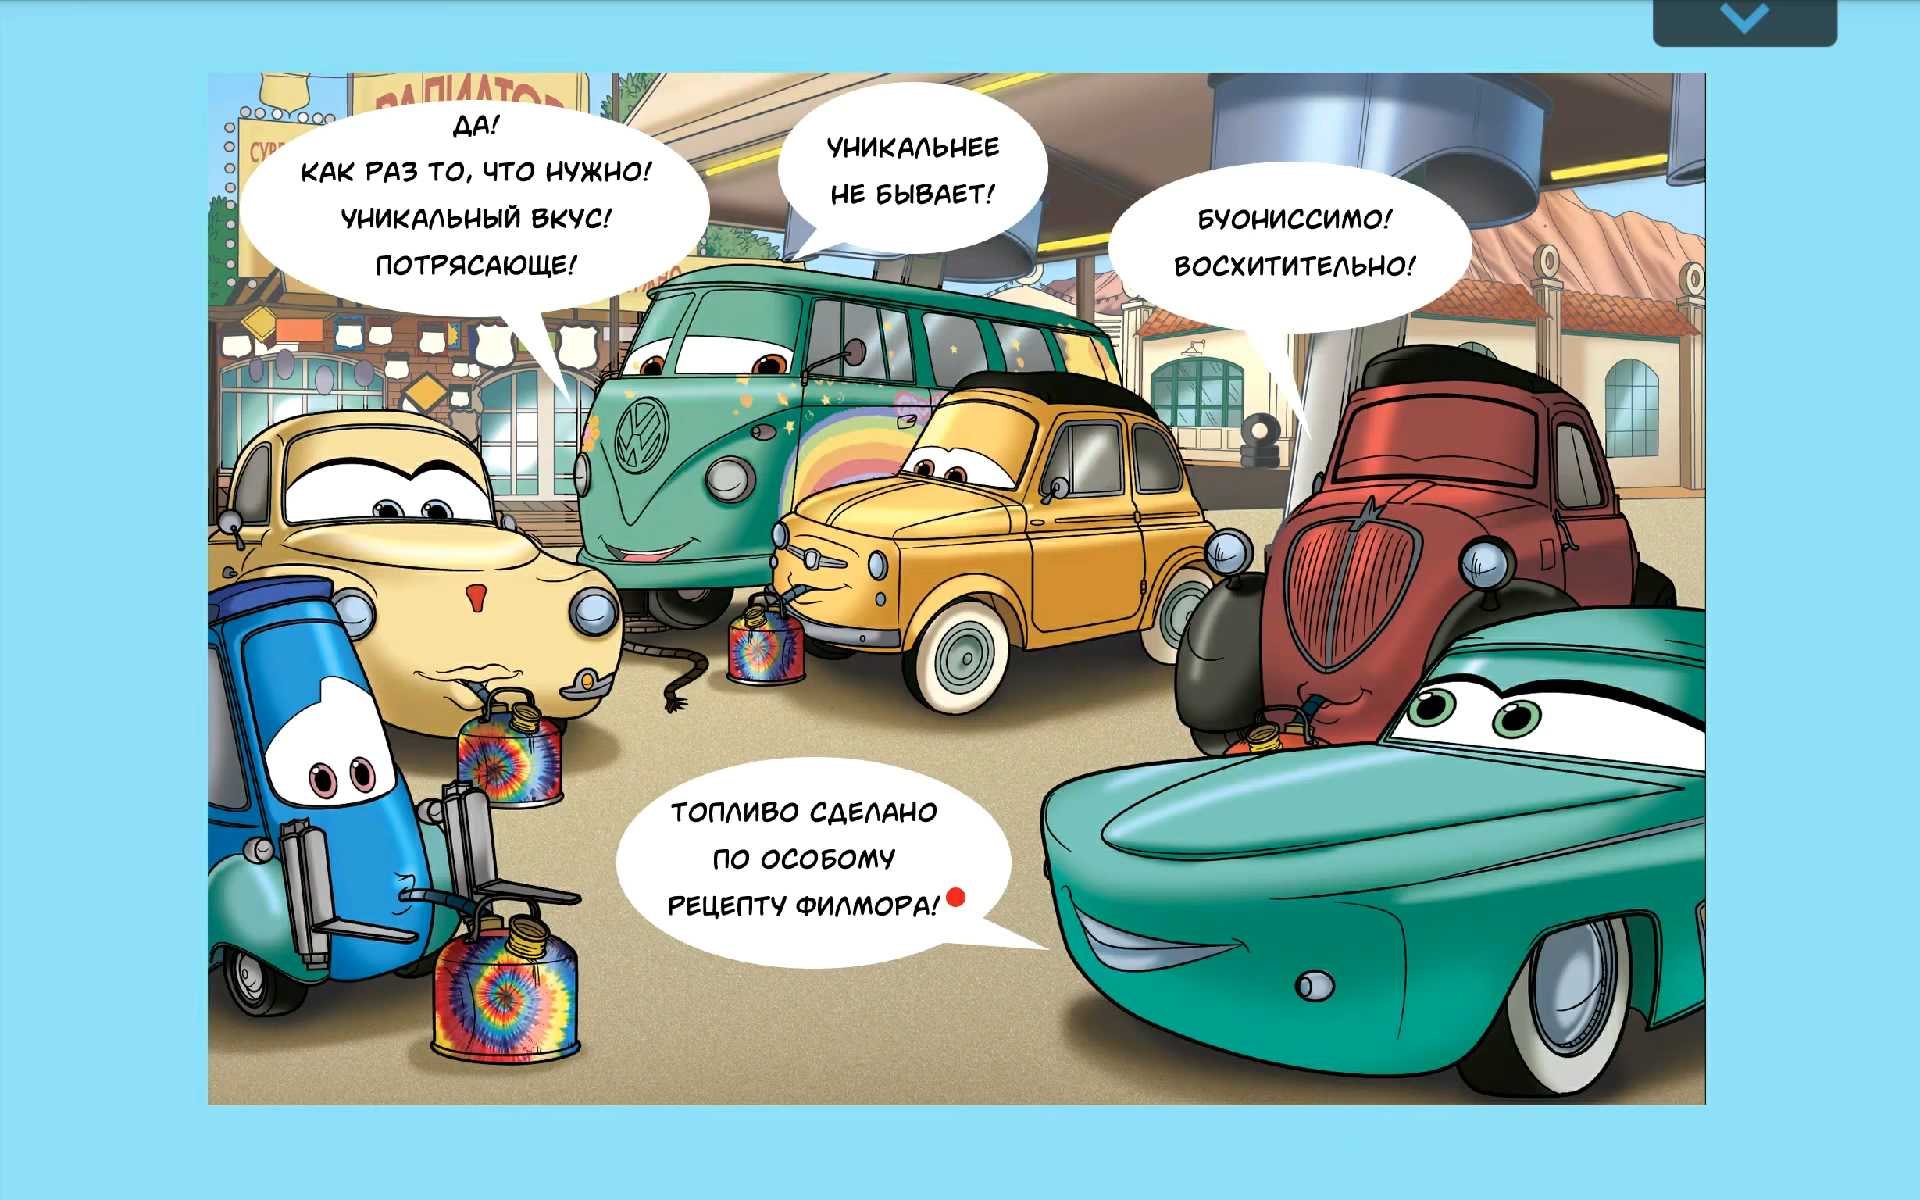 ДА!
КАК РАЗ ТО, ЧТО НУЖНО!
УНИКАЛЬНЫЙ ВКУС!
ПОТРЯСАЮЩЕ!
УНИКАЛЬНЕЕ
НЕ БЫВАЕТ!
БУОНИССИМО!
ВОСХИТИТЕЛЬНО!
ТОПЛИВО СДЕЛАНО
ПО ОСОБОМУ
РЕЦЕПТУ ФИЛМОРА!